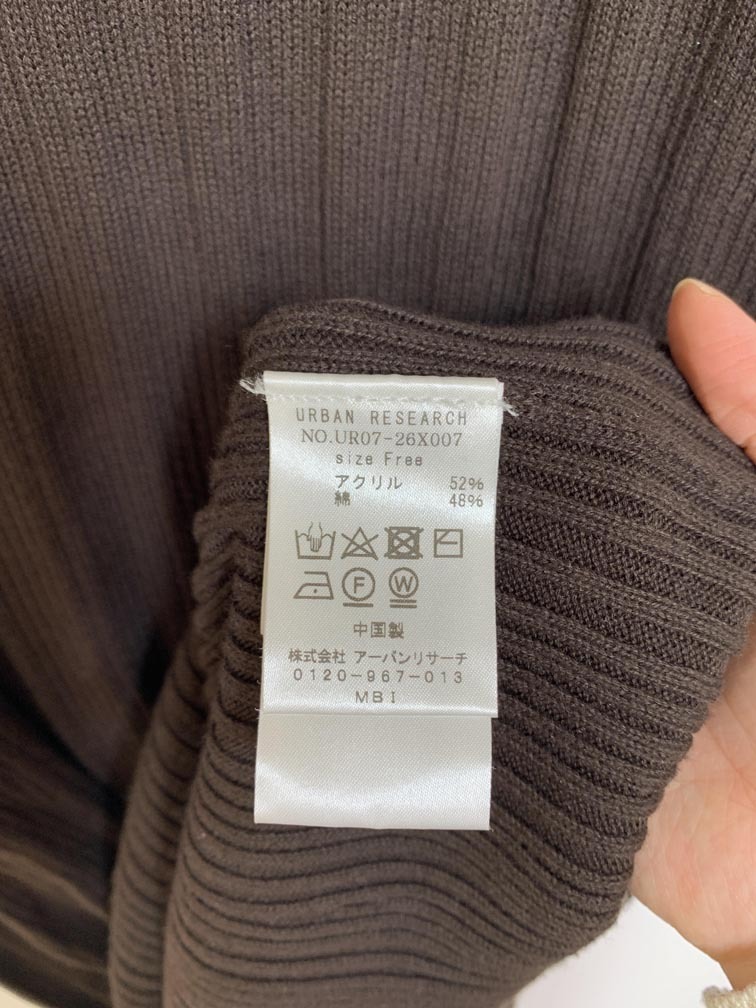 URBAN RESEARCH
NO.UR07-26X007
size Free
アクリル 52%
綿 48%
F W
中国製
株式会社 アーバンリサーチ
0120-967-013
MBI